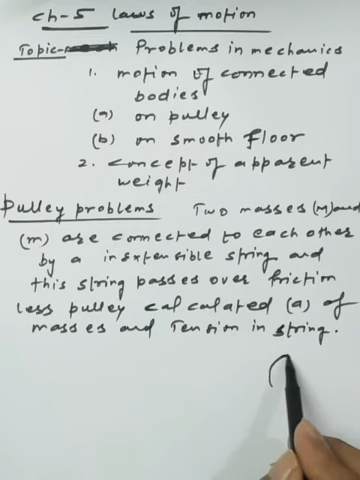 ch-5 laws of motion
Topic- Problems in mechanics
1. motion of connected
bodies
(a) on pulley
(b) on smooth floor
2. concept of apparent
weight
Pulley problems Two masses (M) and
(m) are connected to each other
by a inextensible string and
this string passes over friction
less pulley calculated (a) of
masses and Tension in string.